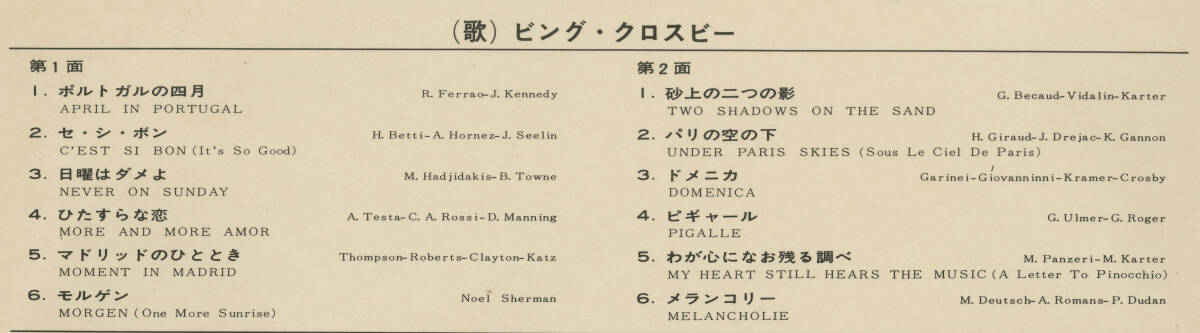 （歌）ビング・クロスビー
第1面
1. ポルトガルの四月 R. Ferrao–J. Kennedy
APRIL IN PORTUGAL
2. セ・シ・ボン H. Betti–A. Hornez–J. Seelin
C'EST SI BON (It's So Good)
3. 日曜はダメよ M. Hadjidakis–B. Towne
NEVER ON SUNDAY
4. ひたすらな恋 A. Testa–C. A. Rossi–D. Manning
MORE AND MORE AMOR
5. マドリッドのひととき Thompson–Roberts–Clayton–Katz
MOMENT IN MADRID
6. モルゲン Noel Sherman
MORGEN (One More Sunrise)
第2面
1. 砂上の二つの影 G. Becaud–Vidalin–Karter
TWO SHADOWS ON THE SAND
2. パリの空の下 H. Giraud–J. Drejac–K. Gannon
UNDER PARIS SKIES (Sous Le Ciel De Paris)
3. ドメニカ Garinei–Giovanninni–Kramer–Crosby
DOMENICA
4. ピギャール G. Ulmer–G. Roger
PIGALLE
5. わが心になお残る調べ M. Panzeri–M. Karter
MY HEART STILL HEARS THE MUSIC (A Letter To Pinocchio)
6. メランコリー M. Deutsch–A. Romans–P. Dudan
MELANCHOLIE